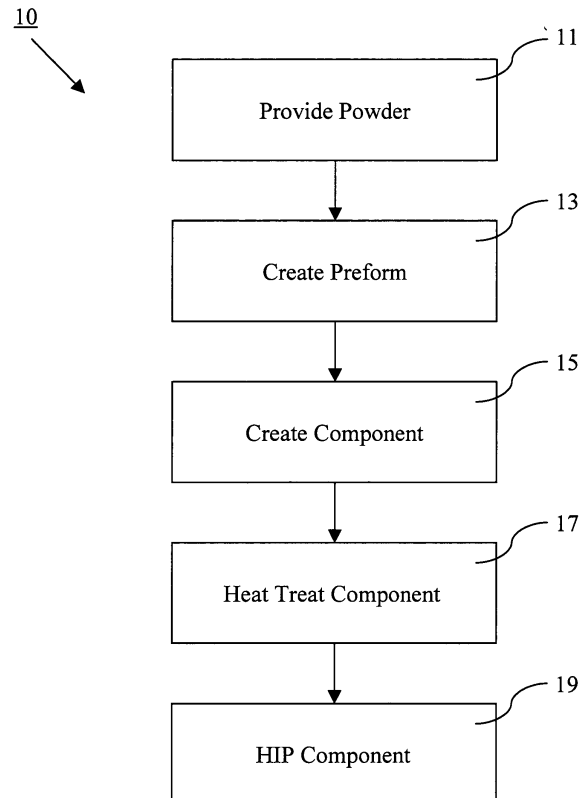 10
11
Provide Powder
13
Create Preform
15
Create Component
17
Heat Treat Component
19
HIP Component